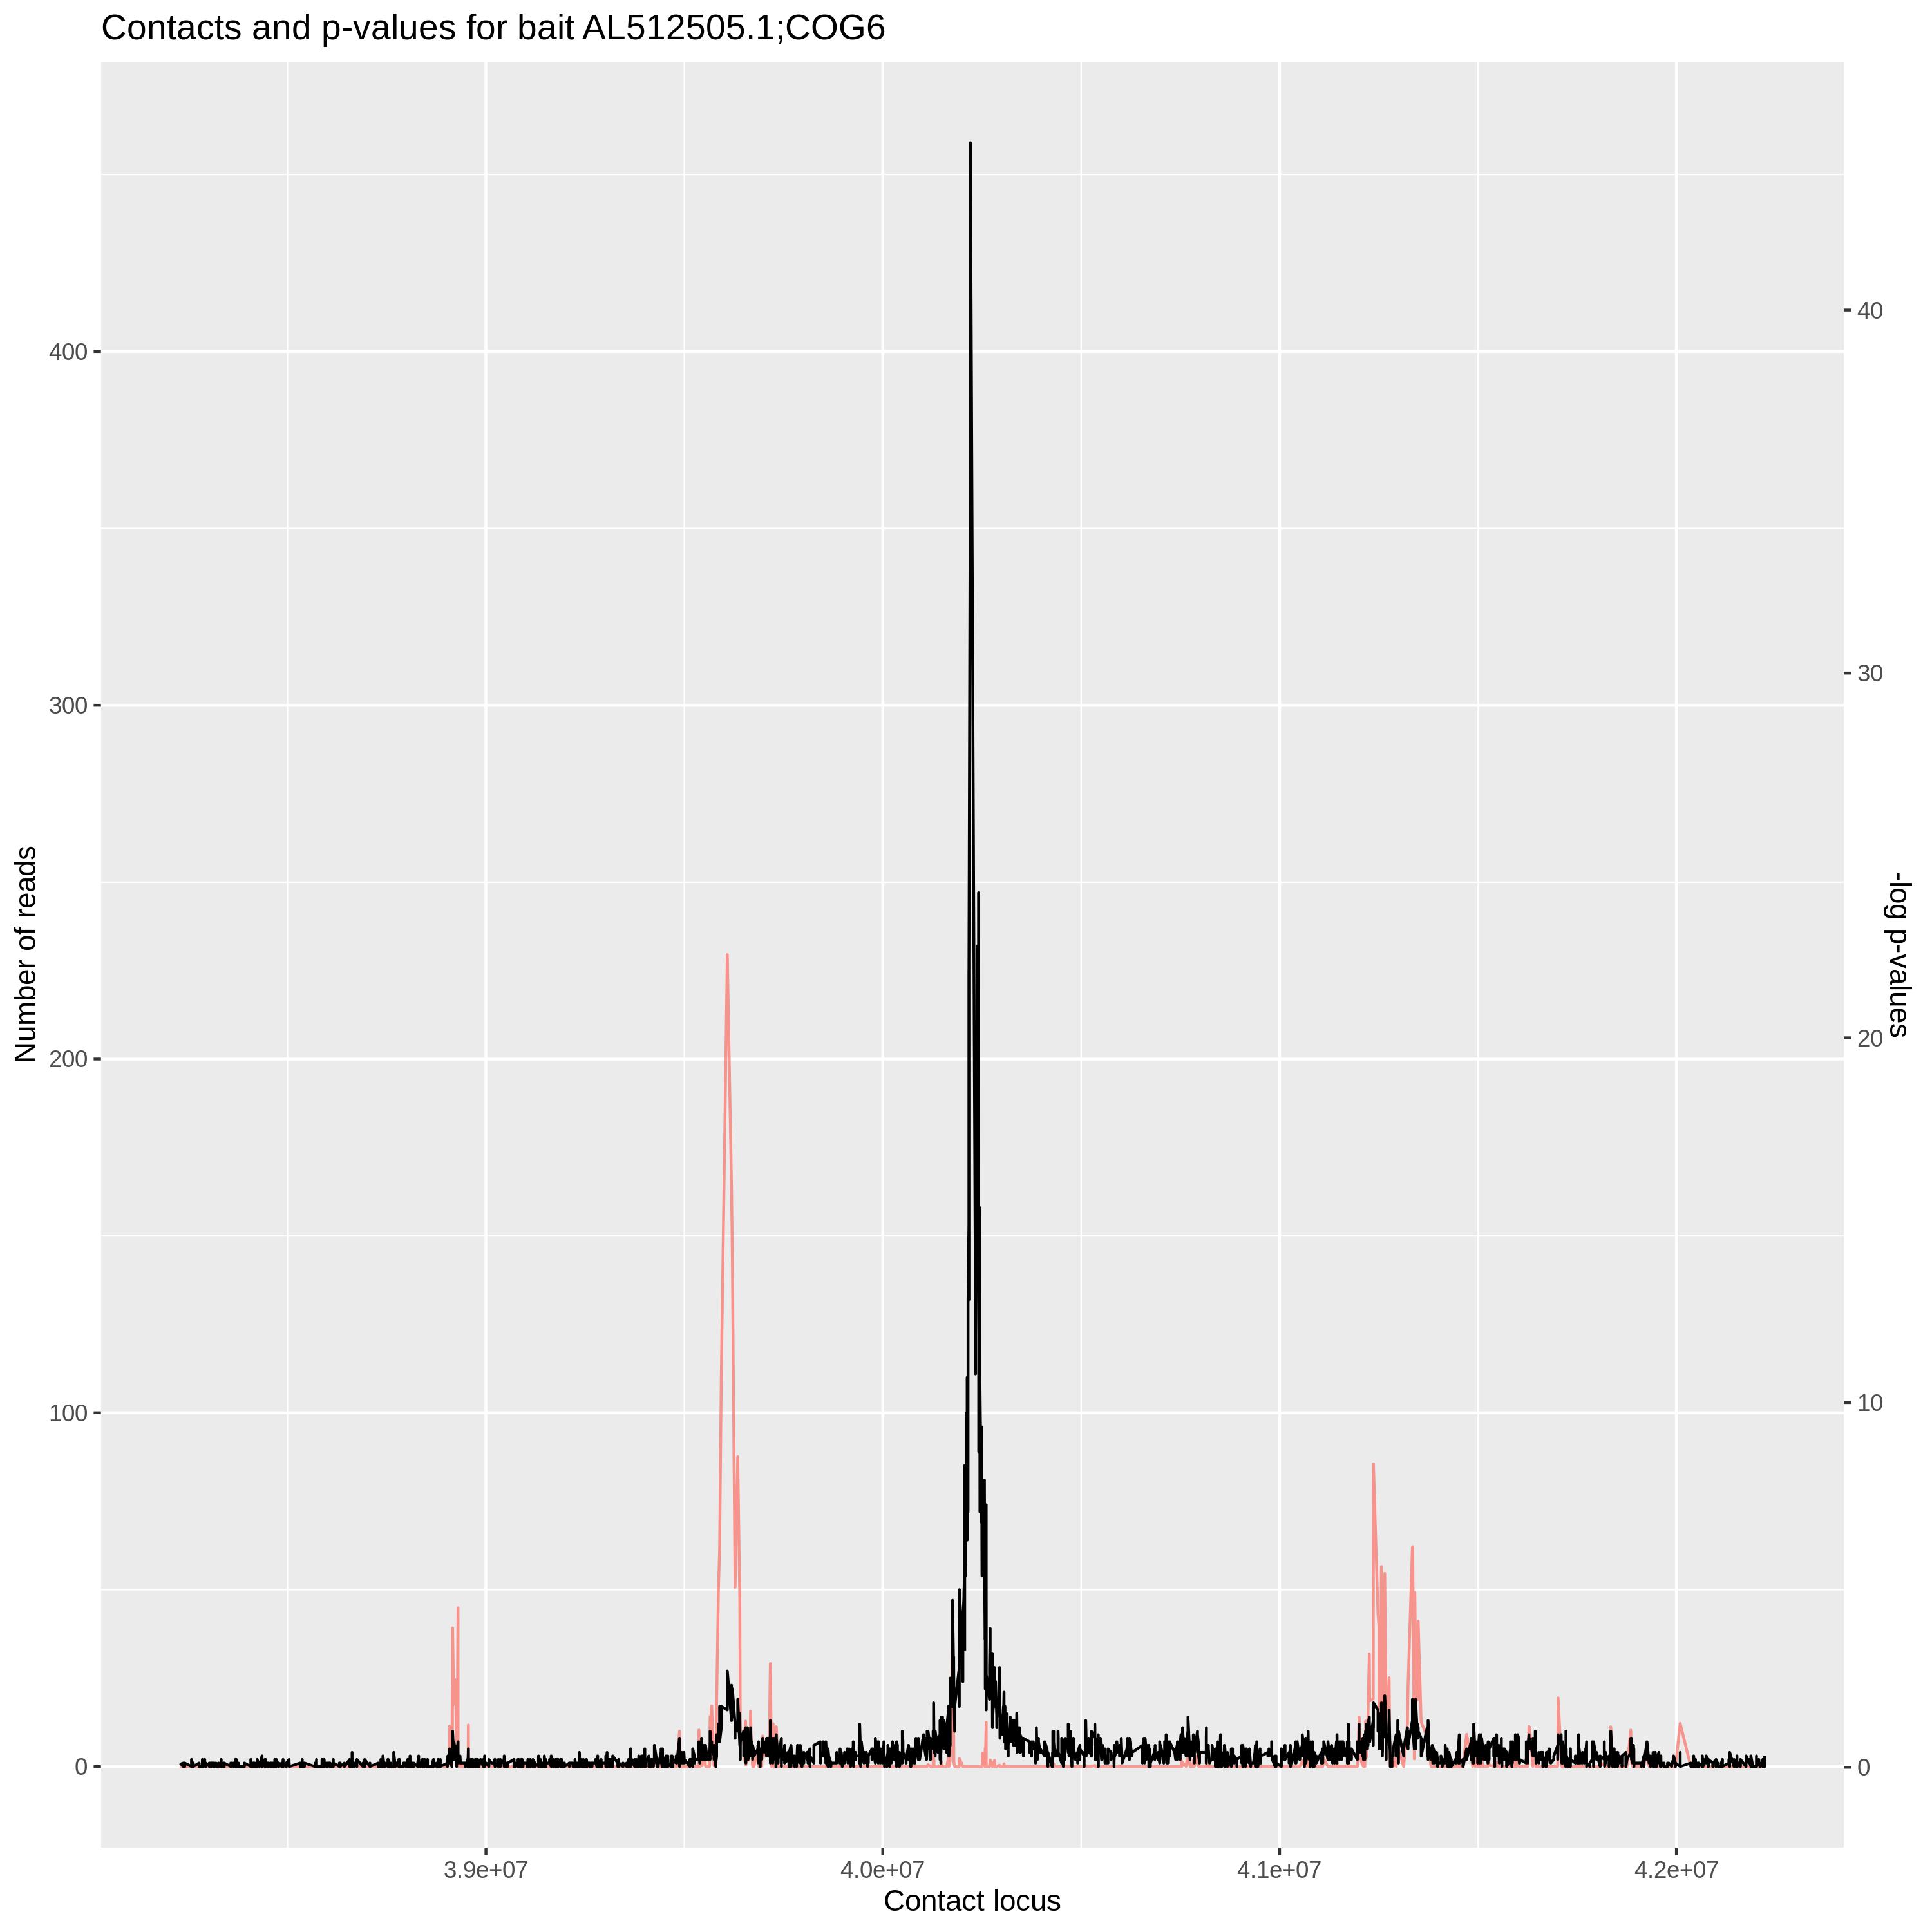 Contacts and p-values for bait AL512505.1;COG6
400
300
200
100
0
40
30
20
10
0
Number of reads
-log p-values
3.9e+07 4.0e+07 4.1e+07 4.2e+07
Contact locus